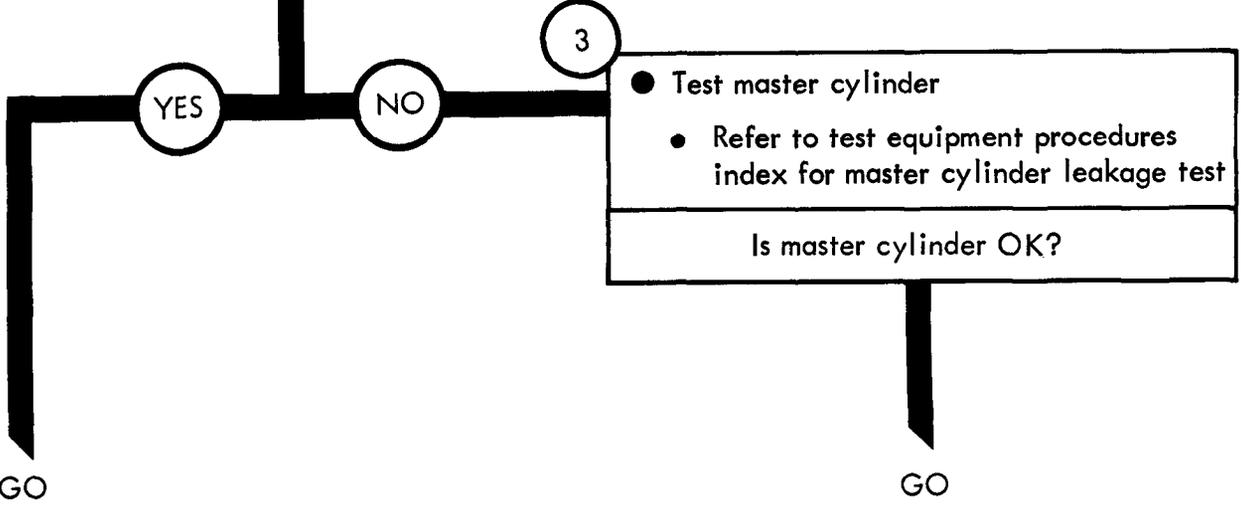 3
YES
NO
● Test master cylinder
● Refer to test equipment procedures
index for master cylinder leakage test
Is master cylinder OK?
GO
GO